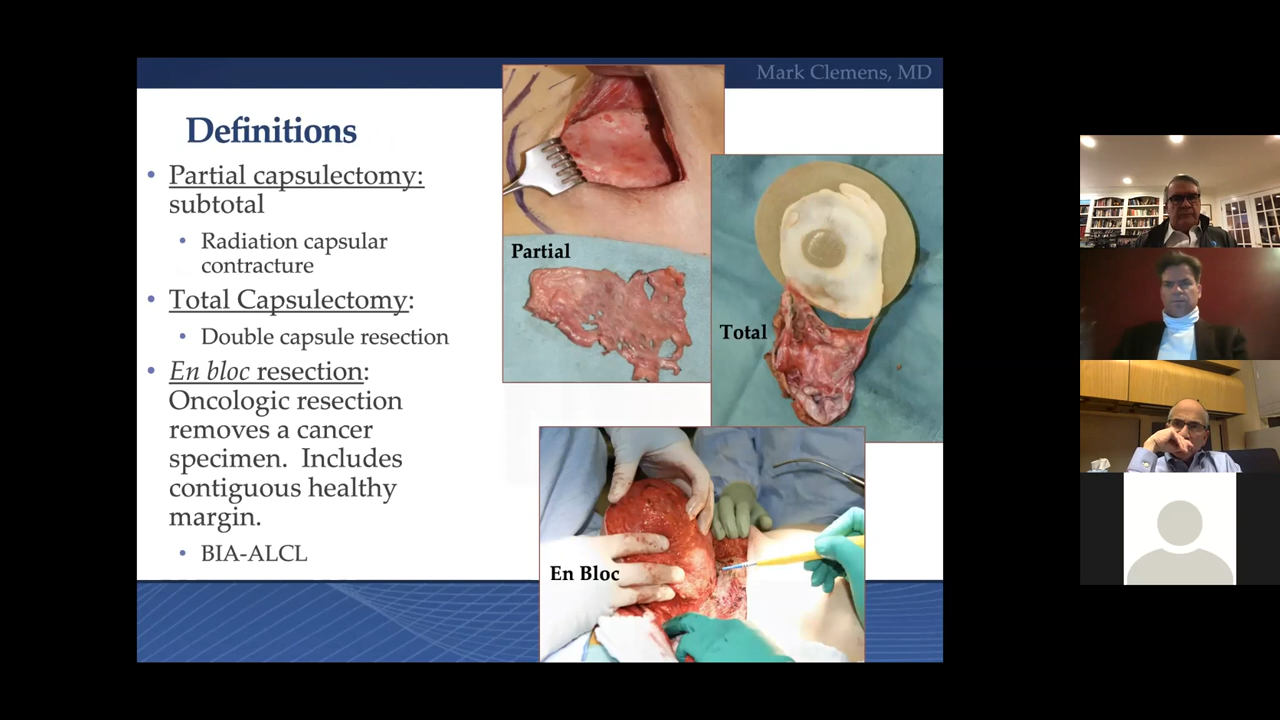 Mark Clemens, MD
Definitions
• Partial capsulectomy:
subtotal
• Radiation capsular
contracture
• Total Capsulectomy:
• Double capsule resection
• En bloc resection:
Oncologic resection
removes a cancer
specimen. Includes
contiguous healthy
margin.
• BIA-ALCL
Partial
Total
En Bloc